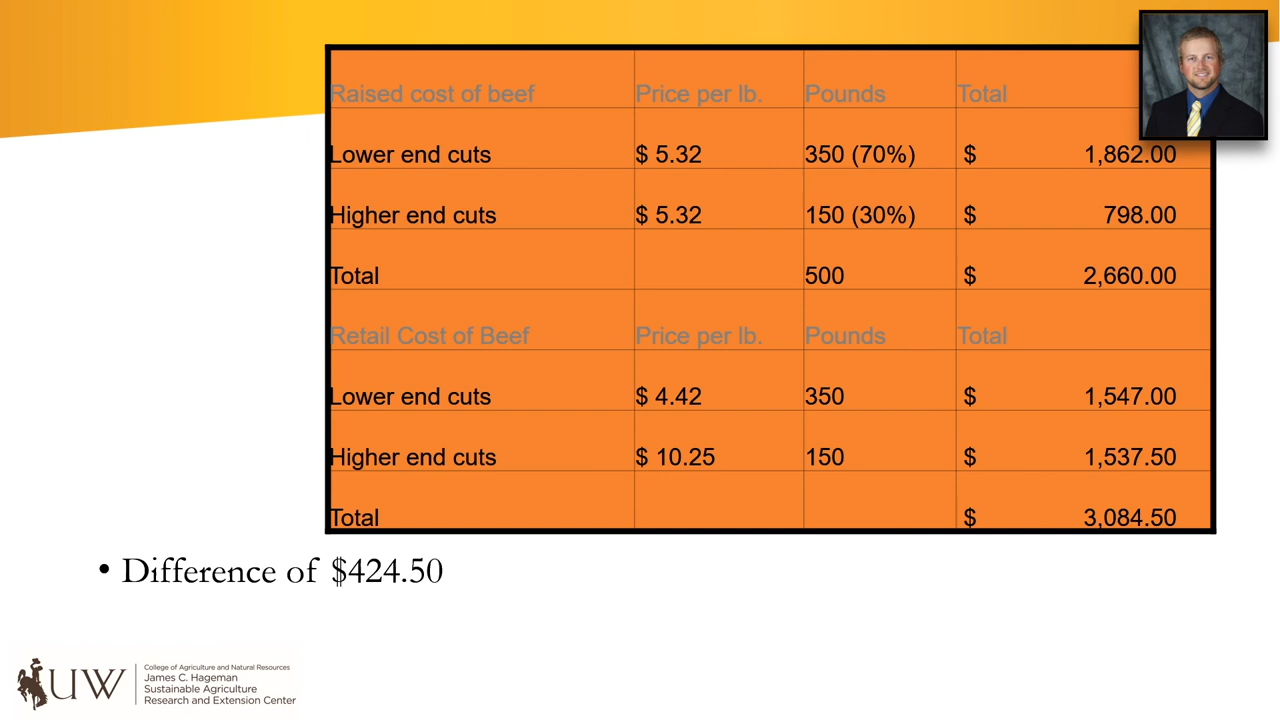 Raised cost of beef Price per lb. Pounds Total
Lower end cuts $ 5.32 350 (70%) $ 1,862.00
Higher end cuts $ 5.32 150 (30%) $ 798.00
Total 500 $ 2,660.00
Retail Cost of Beef Price per lb. Pounds Total
Lower end cuts $ 4.42 350 $ 1,547.00
Higher end cuts $ 10.25 150 $ 1,537.50
Total $ 3,084.50
• Difference of $424.50
UW
College of Agriculture and Natural Resources
James C. Hageman
Sustainable Agriculture
Research and Extension Center